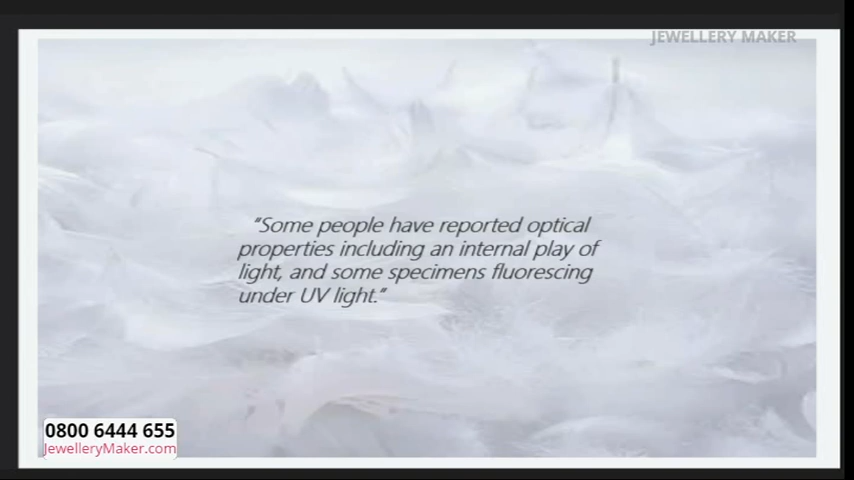 JEWELLERY MAKER
“Some people have reported optical
properties including an internal play of
light, and some specimens fluorescing
under UV light.”
0800 6444 655
JewelleryMaker.com